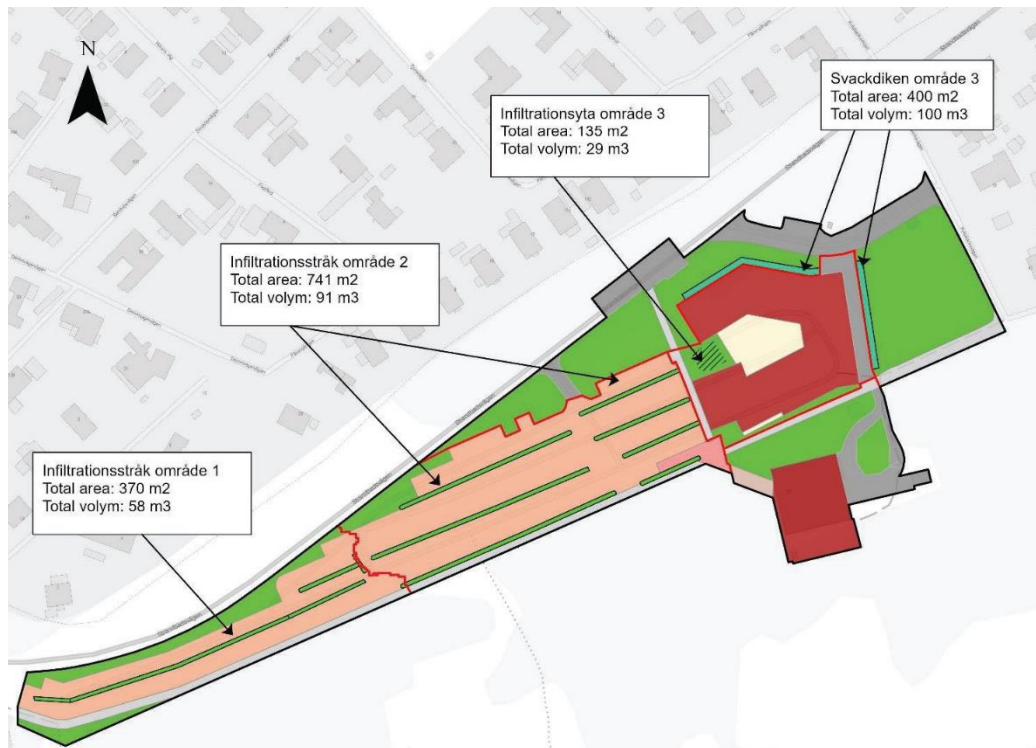 N
Svackdiken område 3
Total area: 400 m2
Total volym: 100 m3
Infiltrationsyta område 3
Total area: 135 m2
Total volym: 29 m3
Infiltrationsstråk område 2
Total area: 741 m2
Total volym: 91 m3
Infiltrationsstråk område 1
Total area: 370 m2
Total volym: 58 m3